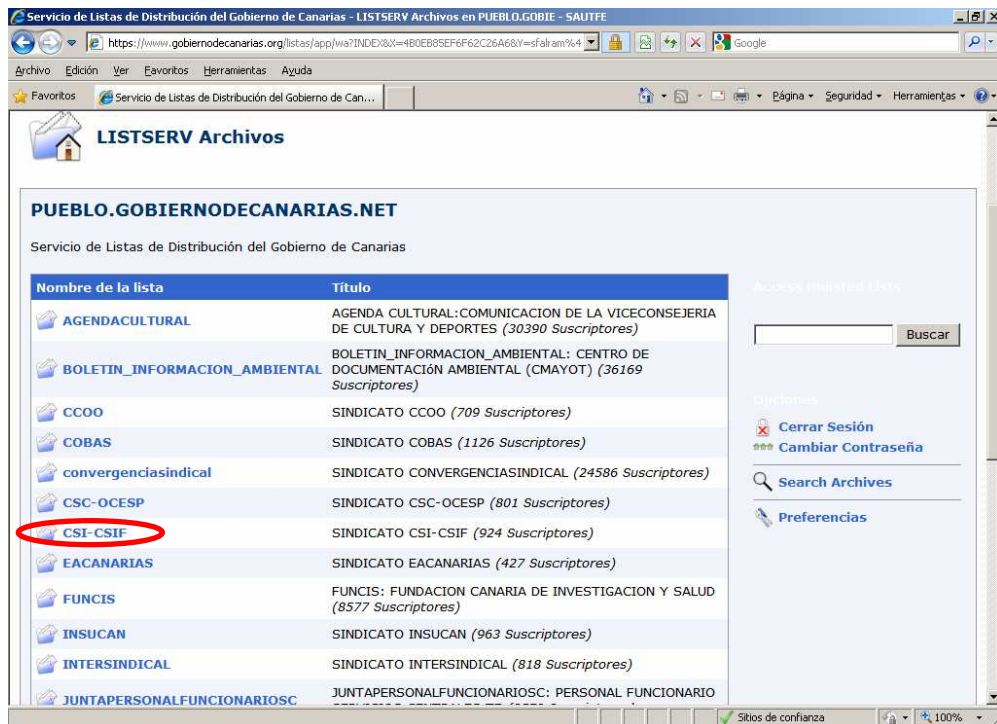 Servicio de Listas de Distribución del Gobierno de Canarias - LISTSERV Archivos en PUEBLO.GOBIE - SAUTFE
https://www.gobiernodecanarias.org/listas/app/wa?INDEX&X=4B0EB85EF6F62C26A6&Y=sfalram%4
Google
Archivo Edición Ver Favoritos Herramientas Ayuda
Favoritos Servicio de Listas de Distribución del Gobierno de Can... Página Seguridad Herramientas
LISTSERV Archivos
PUEBLO.GOBIERNODECANARIAS.NET
Servicio de Listas de Distribución del Gobierno de Canarias
Nombre de la lista Título
AGENDACULTURAL AGENDA CULTURAL:COMUNICACION DE LA VICECONSEJERIA
DE CULTURA Y DEPORTES (30390 Suscriptores)
BOLETIN_INFORMACION_AMBIENTAL BOLETIN_INFORMACION_AMBIENTAL: CENTRO DE
DOCUMENTACIóN AMBIENTAL (CMAYOT) (36169
Suscriptores)
CCOO SINDICATO CCOO (709 Suscriptores)
COBAS SINDICATO COBAS (1126 Suscriptores)
convergenciasindical SINDICATO CONVERGENCIASINDICAL (24586 Suscriptores)
CSC-OCESP SINDICATO CSC-OCESP (801 Suscriptores)
CSI-CSIF SINDICATO CSI-CSIF (924 Suscriptores)
EACANARIAS SINDICATO EACANARIAS (427 Suscriptores)
FUNCIS FUNCIS: FUNDACION CANARIA DE INVESTIGACION Y SALUD
(8577 Suscriptores)
INSUCAN SINDICATO INSUCAN (963 Suscriptores)
INTERSINDICAL SINDICATO INTERSINDICAL (818 Suscriptores)
JUNTAPERSONALFUNCIONARIOSC JUNTAPERSONALFUNCIONARIOSC: PERSONAL FUNCIONARIO
Access Unlisted Lists
Buscar
Opciones
Cerrar Sesión
Cambiar Contraseña
Search Archives
Preferencias
Sitios de confianza 100%